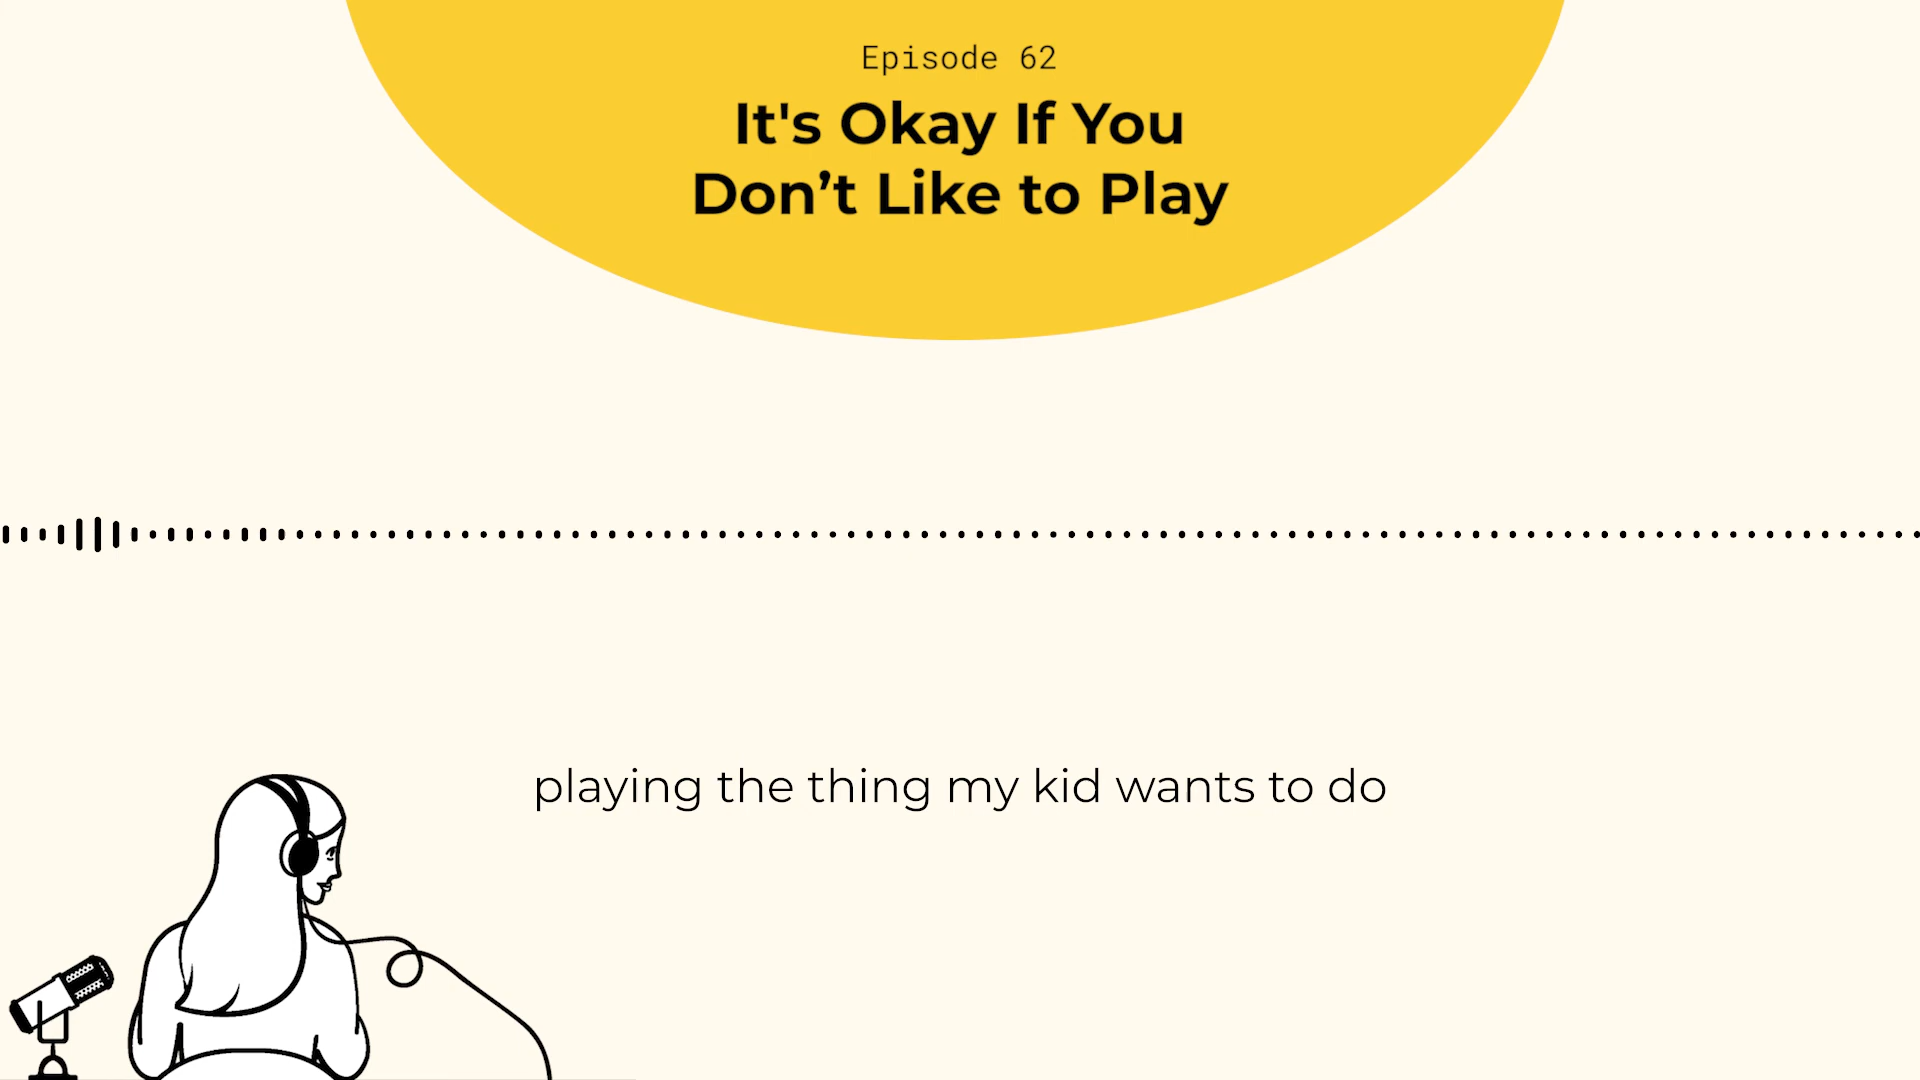 Episode 62
It's Okay If You
Don’t Like to Play
playing the thing my kid wants to do